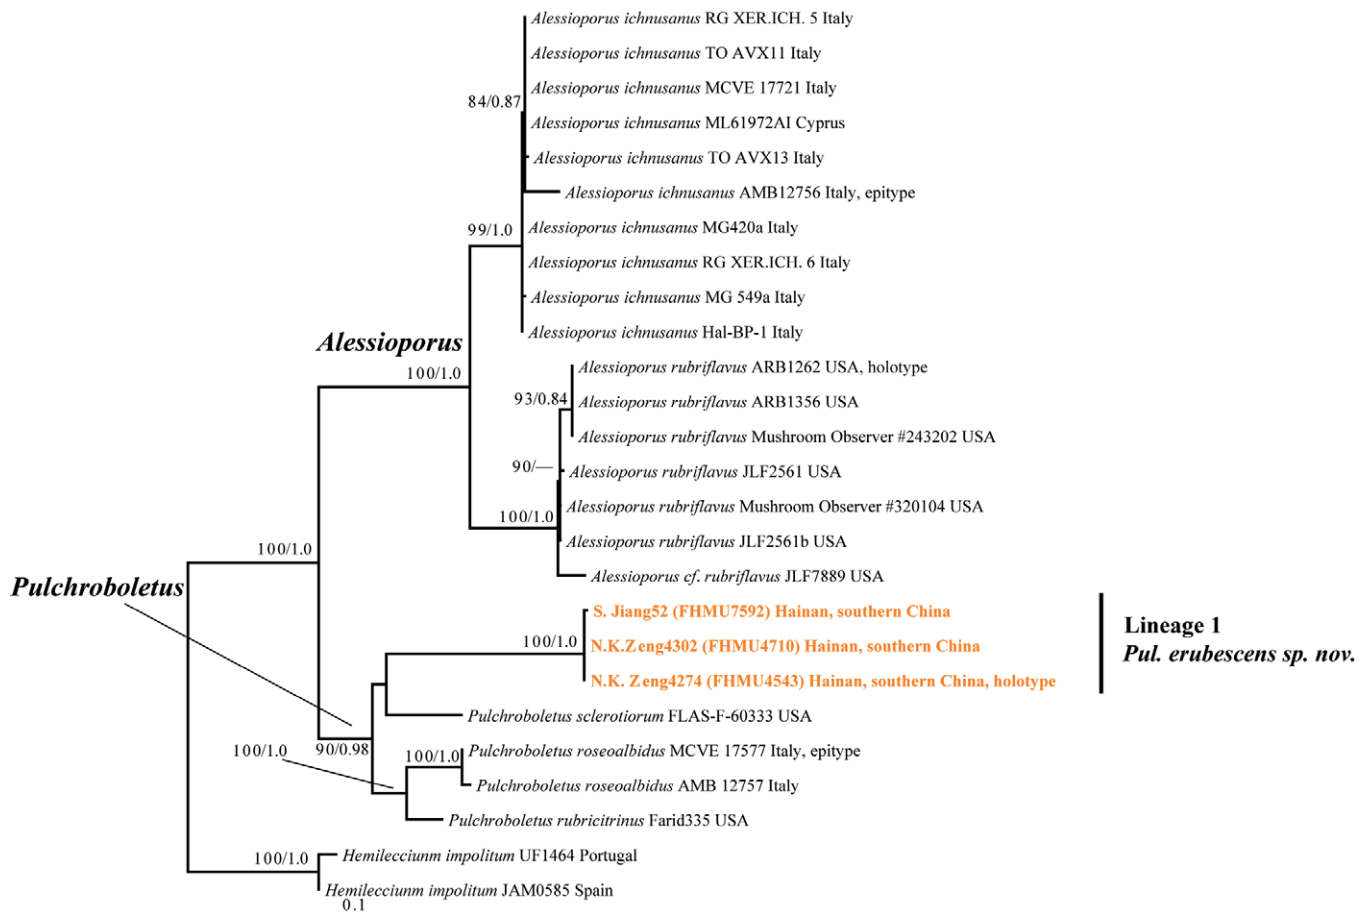 Alessioporus ichnusanus RG XER.ICH. 5 Italy
Alessioporus ichnusanus TO AVX11 Italy
Alessioporus ichnusanus MCVE 17721 Italy
84/0.87
Alessioporus ichnusanus ML61972AI Cyprus
Alessioporus ichnusanus TO AVX13 Italy
Alessioporus ichnusanus AMB12756 Italy, epitype
99/1.0
Alessioporus ichnusanus MG420a Italy
Alessioporus ichnusanus RG XER.ICH. 6 Italy
Alessioporus ichnusanus MG 549a Italy
Alessioporus ichnusanus Hal-BP-1 Italy
Alessioporus
100/1.0
Alessioporus rubriflavus ARB1262 USA, holotype
93/0.84
Alessioporus rubriflavus ARB1356 USA
Alessioporus rubriflavus Mushroom Observer #243202 USA
90/—
Alessioporus rubriflavus JLF2561 USA
Alessioporus rubriflavus Mushroom Observer #320104 USA
100/1.0
Alessioporus rubriflavus JLF2561b USA
100/1.0
Alessioporus cf. rubriflavus JLF7889 USA
Pulchroboletus
S. Jiang52 (FHMU7592) Hainan, southern China
100/1.0
N.K.Zeng4302 (FHMU4710) Hainan, southern China
N.K. Zeng4274 (FHMU4543) Hainan, southern China, holotype
Lineage 1
Pul. erubescens sp. nov.
Pulchroboletus sclerotiorum FLAS-F-60333 USA
100/1.0
90/0.98
100/1.0
Pulchroboletus roseoalbidus MCVE 17577 Italy, epitype
Pulchroboletus roseoalbidus AMB 12757 Italy
Pulchroboletus rubricitrinus Farid335 USA
100/1.0
Hemilecciunm impolitum UF1464 Portugal
Hemilecciunm impolitum JAM0585 Spain
0.1